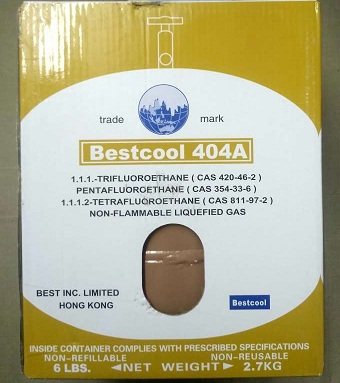 trade mark
Bestcool 404A
1.1.1.-TRIFLUOROETHANE ( CAS 420-46-2 )
PENTAFLUOROETHANE ( CAS 354-33-6 )
1.1.1.2-TETRAFLUOROETHANE ( CAS 811-97-2 )
NON-FLAMMABLE LIQUEFIED GAS
BEST INC. LIMITED
HONG KONG
Bestcool
INSIDE CONTAINER COMPLIES WITH PRESCRIBED SPECIFICATIONS
NON-REFILLABLE NON-REUSABLE
6 LBS. ◄NET WEIGHT► 2.7KG